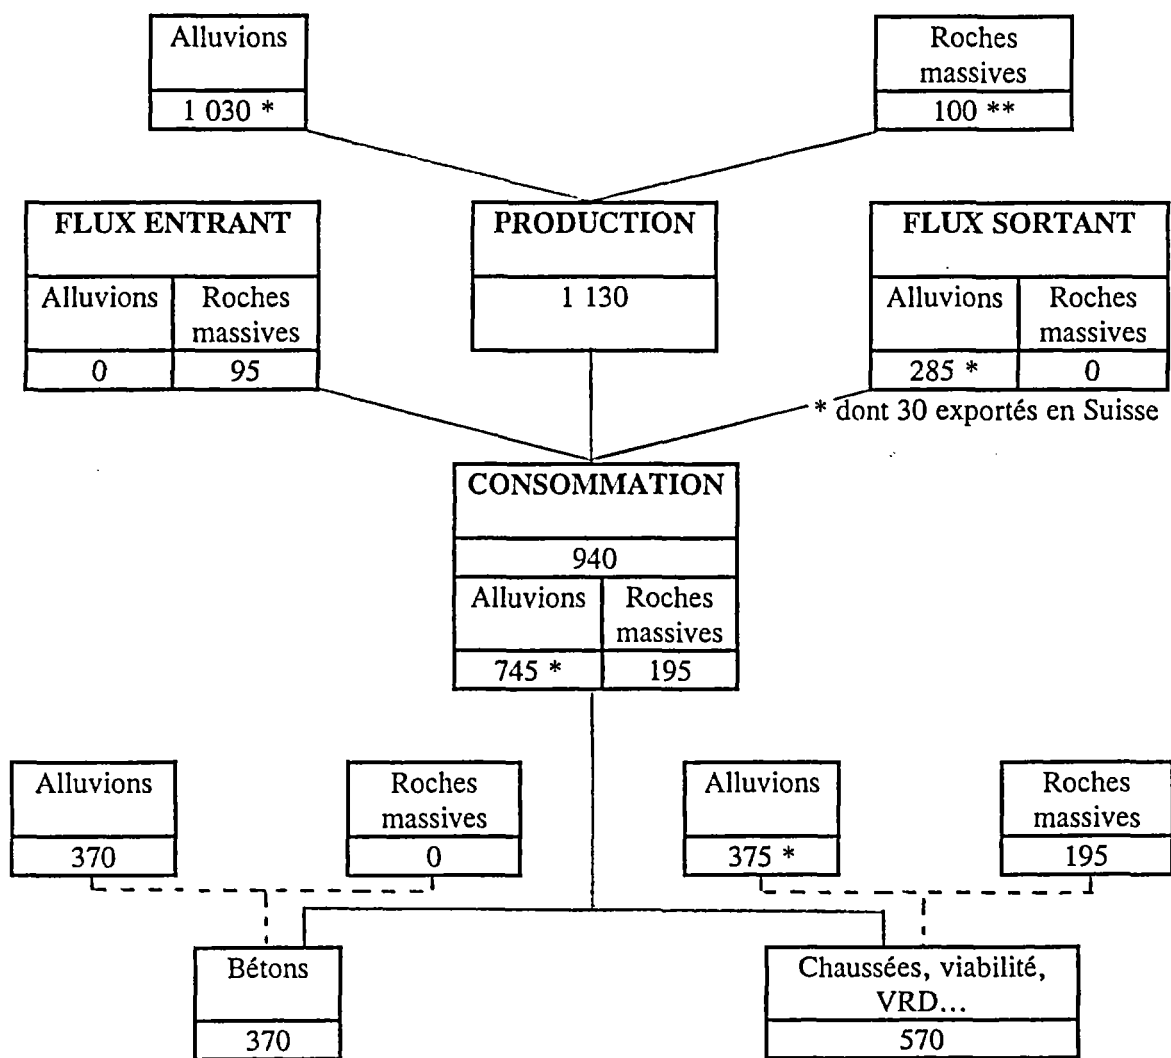 Alluvions
1 030 *
Roches
massives
100 **
FLUX ENTRANT
Alluvions
Roches
massives
0
95
PRODUCTION
1 130
FLUX SORTANT
Alluvions
Roches
massives
285 *
0
* dont 30 exportés en Suisse
CONSOMMATION
940
Alluvions
Roches
massives
745 *
195
Alluvions
370
Roches
massives
0
Alluvions
375 *
Roches
massives
195
Bétons
370
Chaussées, viabilité,
VRD...
570